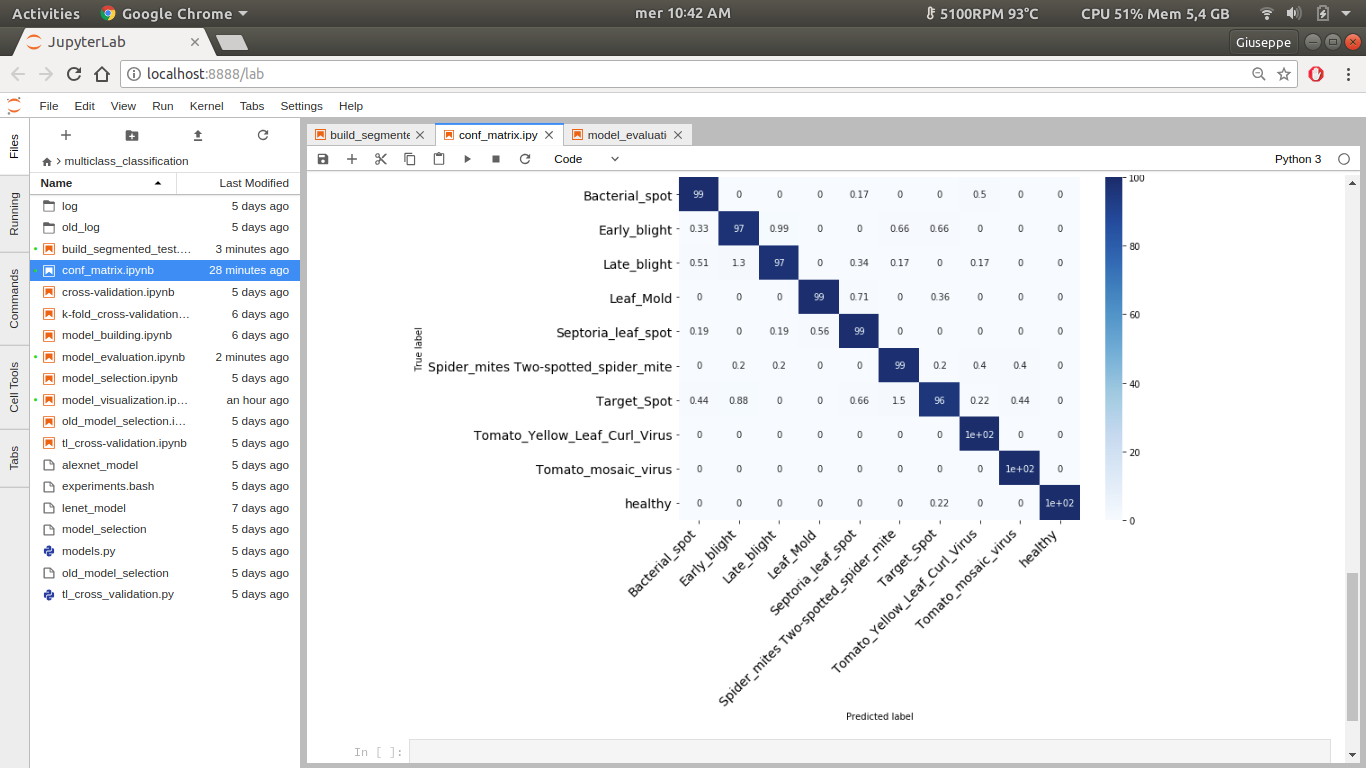 Activities Google Chrome mer 10:42 AM 5100RPM 93°C CPU 51% Mem 5,4 GB
JupyterLab Giuseppe
localhost:8888/lab
File Edit View Run Kernel Tabs Settings Help
Files
Running
Commands
Cell Tools
Tabs
multiclass_classification
Name Last Modified
log 5 days ago
old_log 5 days ago
build_segmented_test.… 3 minutes ago
conf_matrix.ipynb 28 minutes ago
cross-validation.ipynb 5 days ago
k-fold_cross-validation… 6 days ago
model_building.ipynb 6 days ago
model_evaluation.ipynb 2 minutes ago
model_selection.ipynb 5 days ago
model_visualization.ip… an hour ago
old_model_selection.i… 5 days ago
tl_cross-validation.ipynb 5 days ago
alexnet_model 5 days ago
experiments.bash 5 days ago
lenet_model 7 days ago
model_selection 5 days ago
models.py 5 days ago
old_model_selection 5 days ago
tl_cross_validation.py 5 days ago
build_segmente conf_matrix.ipy model_evaluati
Code Python 3
True label
Bacterial_spot 99 0 0 0 0.17 0 0 0.5 0 0
Early_blight 0.33 97 0.99 0 0 0.66 0.66 0 0 0
Late_blight 0.51 1.3 97 0 0.34 0.17 0 0.17 0 0
Leaf_Mold 0 0 0 99 0.71 0 0.36 0 0 0
Septoria_leaf_spot 0.19 0 0.19 0.56 99 0 0 0 0 0
Spider_mites Two-spotted_spider_mite 0 0.2 0.2 0 0 99 0.2 0.4 0.4 0
Target_Spot 0.44 0.88 0 0 0.66 1.5 96 0.22 0.44 0
Tomato_Yellow_Leaf_Curl_Virus 0 0 0 0 0 0 0 1e+02 0 0
Tomato_mosaic_virus 0 0 0 0 0 0 0 0 1e+02 0
healthy 0 0 0 0 0 0 0.22 0 0 1e+02
100
80
60
40
20
0
Bacterial_spot
Early_blight
Late_blight
Leaf_Mold
Septoria_leaf_spot
Spider_mites Two-spotted_spider_mite
Target_Spot
Tomato_Yellow_Leaf_Curl_Virus
Tomato_mosaic_virus
healthy
Predicted label
In [ ]: